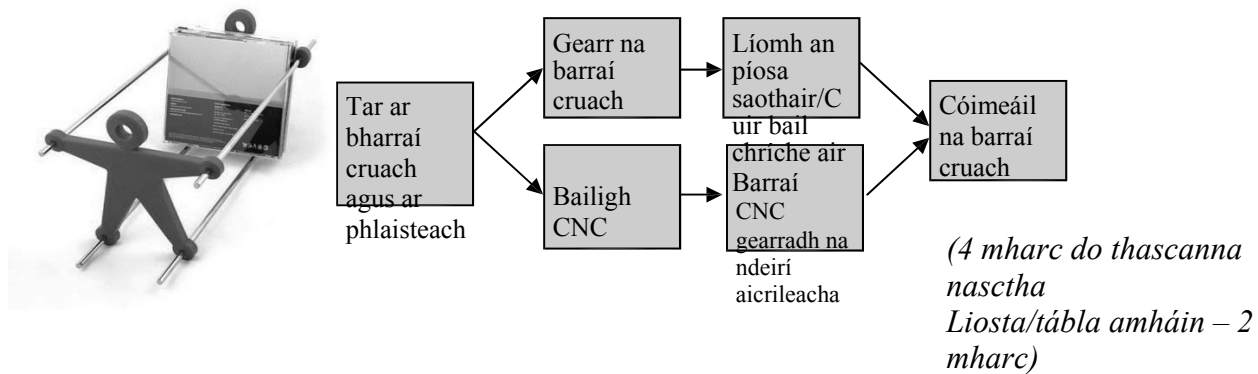 Tar ar
bharraí
cruach
agus ar
phlaisteach
Gearr na
barraí
cruach
Líomh an
píosa
saothair/C
uir bail
chríche air
Bailigh
CNC
Barraí
CNC
gearradh na
ndeirí
aicrileacha
Cóimeáil
na barraí
cruach
(4 mharc do thascanna
nasctha
Liosta/tábla amháin – 2
mharc)